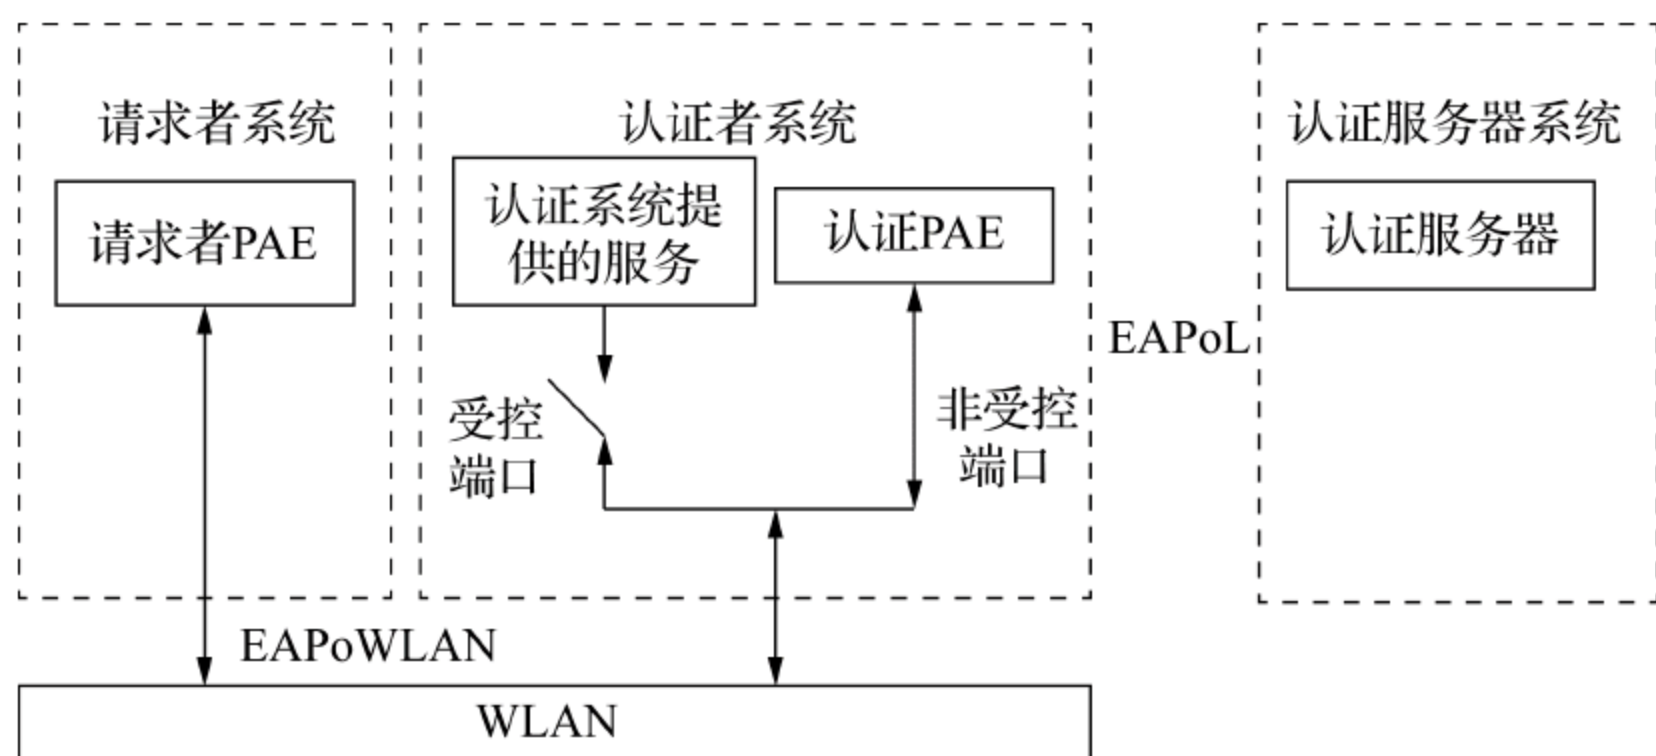 请求者系统
请求者PAE
认证者系统
认证系统提
供的服务
认证PAE
受控
端口
非受控
端口
EAPoL
认证服务器系统
认证服务器
EAPoWLAN
WLAN